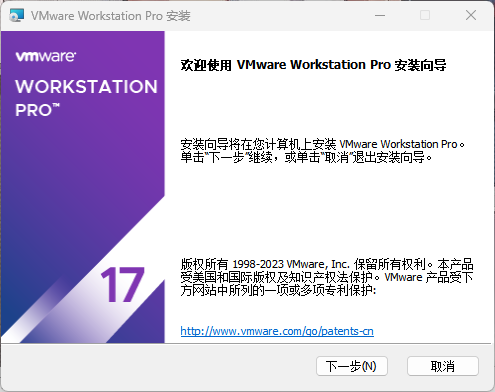 VMware Workstation Pro 安装
vmware®
WORKSTATION
PRO™
17
欢迎使用 VMware Workstation Pro 安装向导
安装向导将在您计算机上安装 VMware Workstation Pro。
单击“下一步”继续，或单击“取消”退出安装向导。
版权所有 1998-2023 VMware, Inc. 保留所有权利。本产品
受美国和国际版权及知识产权法保护。VMware 产品受下
方网站中所列的一项或多项专利保护:
http://www.vmware.com/go/patents-cn
下一步(N)
取消